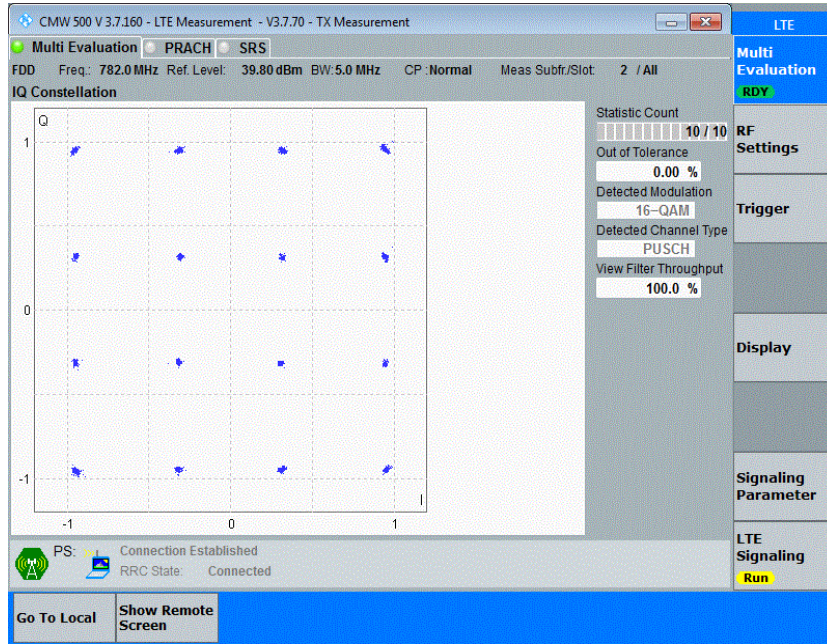 CMW 500 V 3.7.160 - LTE Measurement - V3.7.70 - TX Measurement
LTE
Multi Evaluation PRACH SRS
Multi
Evaluation
RDY
FDD Freq.: 782.0 MHz Ref. Level: 39.80 dBm BW: 5.0 MHz CP : Normal Meas Subfr./Slot: 2 / All
IQ Constellation
Q
1
0
-1
I
-1 0 1
Statistic Count
10 / 10
Out of Tolerance
0.00 %
Detected Modulation
16-QAM
Detected Channel Type
PUSCH
View Filter Throughput
100.0 %
RF
Settings
Trigger
Display
Signaling
Parameter
LTE
Signaling
Run
PS: Connection Established
RRC State: Connected
Go To Local
Show Remote
Screen